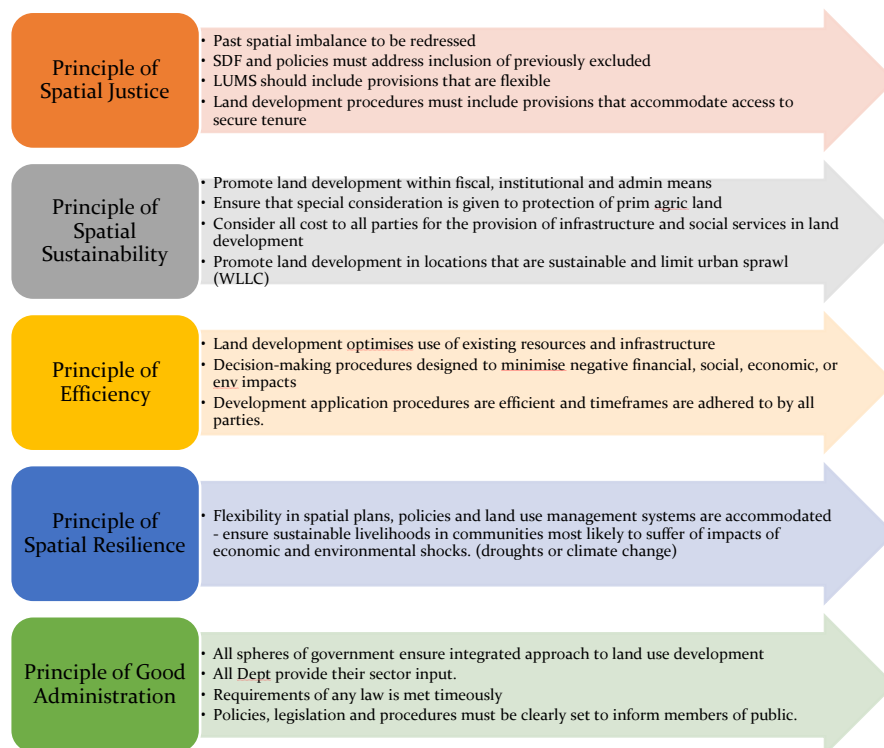 Principle of
Spatial Justice
• Past spatial imbalance to be redressed
• SDF and policies must address inclusion of previously excluded
• LUMS should include provisions that are flexible
• Land development procedures must include provisions that accommodate access to
secure tenure
Principle of
Spatial
Sustainability
• Promote land development within fiscal, institutional and admin means
• Ensure that special consideration is given to protection of prim agric land
• Consider all cost to all parties for the provision of infrastructure and social services in land
development
• Promote land development in locations that are sustainable and limit urban sprawl
(WLLC)
Principle of
Efficiency
• Land development optimises use of existing resources and infrastructure
• Decision-making procedures designed to minimise negative financial, social, economic, or
env impacts
• Development application procedures are efficient and timeframes are adhered to by all
parties.
Principle of
Spatial Resilience
• Flexibility in spatial plans, policies and land use management systems are accommodated
- ensure sustainable livelihoods in communities most likely to suffer of impacts of
economic and environmental shocks. (droughts or climate change)
Principle of Good
Administration
• All spheres of government ensure integrated approach to land use development
• All Dept provide their sector input.
• Requirements of any law is met timeously
• Policies, legislation and procedures must be clearly set to inform members of public.